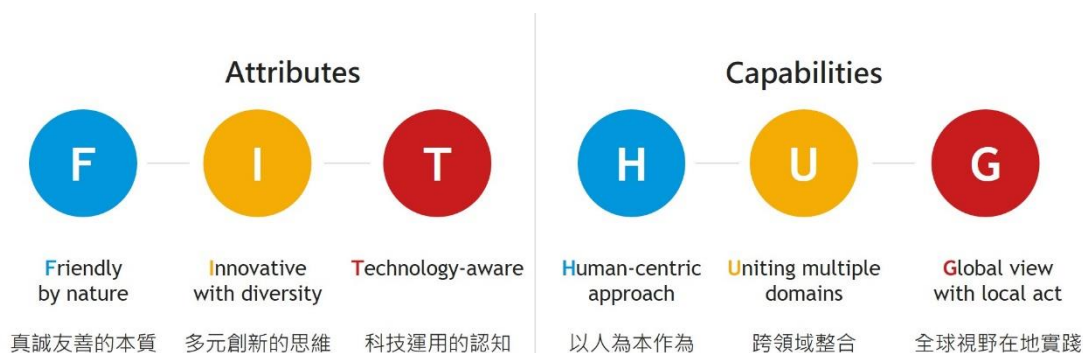 Attributes
F
I
T
Friendly
by nature
Innovative
with diversity
Technology-aware
真誠友善的本質
多元創新的思維
科技運用的認知
Capabilities
H
U
G
Human-centric
approach
Uniting multiple
domains
Global view
with local act
以人為本作為
跨領域整合
全球視野在地實踐